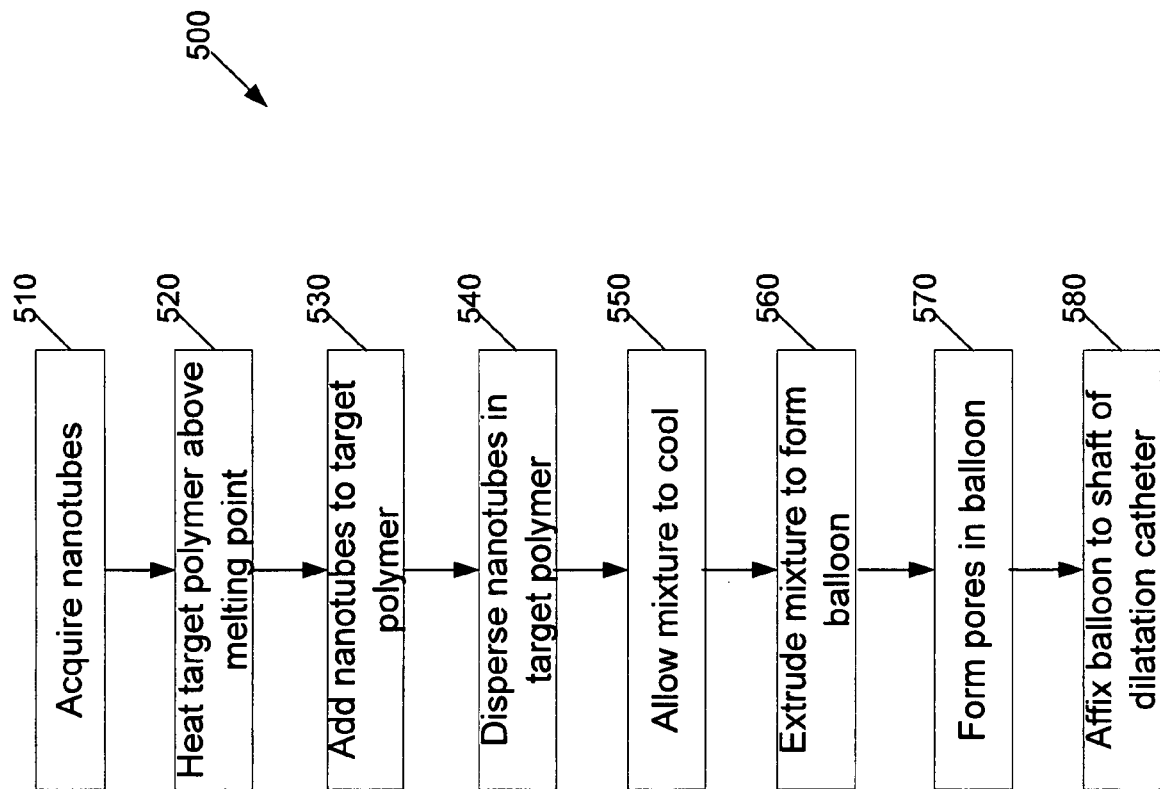 500
510
Acquire nanotubes
520
Heat target polymer above
melting point
530
Add nanotubes to target
polymer
540
Disperse nanotubes in
target polymer
550
Allow mixture to cool
560
Extrude mixture to form
balloon
570
Form pores in balloon
580
Affix balloon to shaft of
dilatation catheter